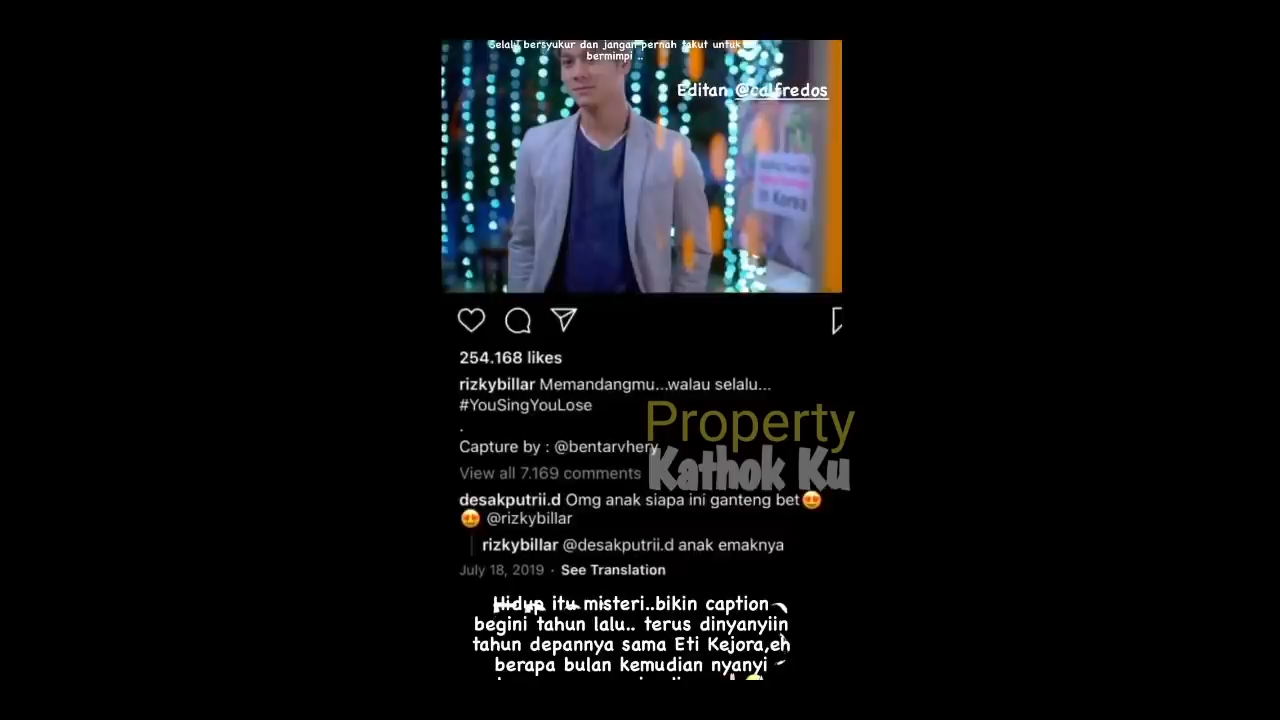 Selalu bersyukur dan jangan pernah takut untuk
bermimpi ..
Editan @calfredos
in Korea
254.168 likes
rizkybillar Memandangmu...walau selalu...
#YouSingYouLose
.
Capture by : @bentarvhery
Property
Kathok Ku
View all 7.169 comments
desakputrii.d Omg anak siapa ini ganteng bet😍
😍 @rizkybillar
rizkybillar @desakputrii.d anak emaknya
July 18, 2019 · See Translation
Hidup itu misteri..bikin caption
begini tahun lalu.. terus dinyanyiin
tahun depannya sama Eti Kejora,eh
berapa bulan kemudian nyanyi